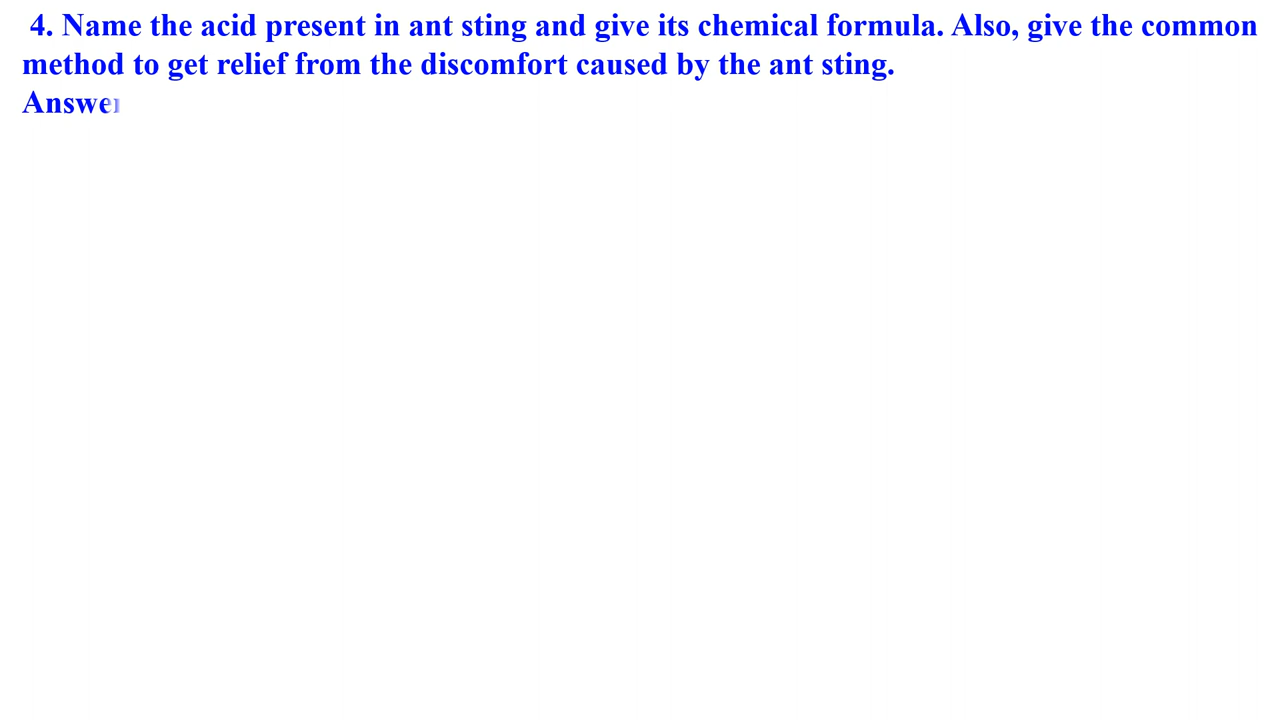 4. Name the acid present in ant sting and give its chemical formula. Also, give the common
method to get relief from the discomfort caused by the ant sting.
Answer